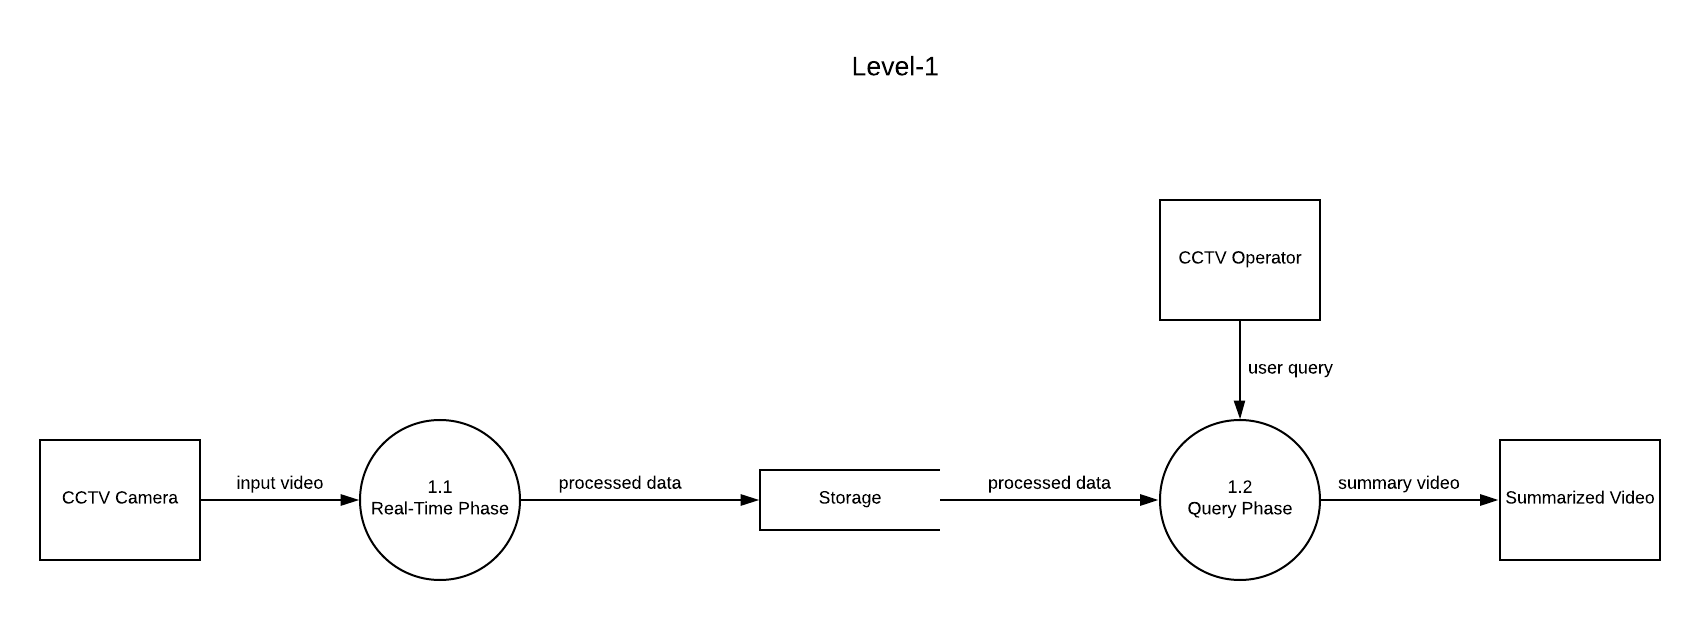 Level-1
CCTV Operator
user query
CCTV Camera
input video
1.1
Real-Time Phase
processed data
Storage
processed data
1.2
Query Phase
summary video
Summarized Video